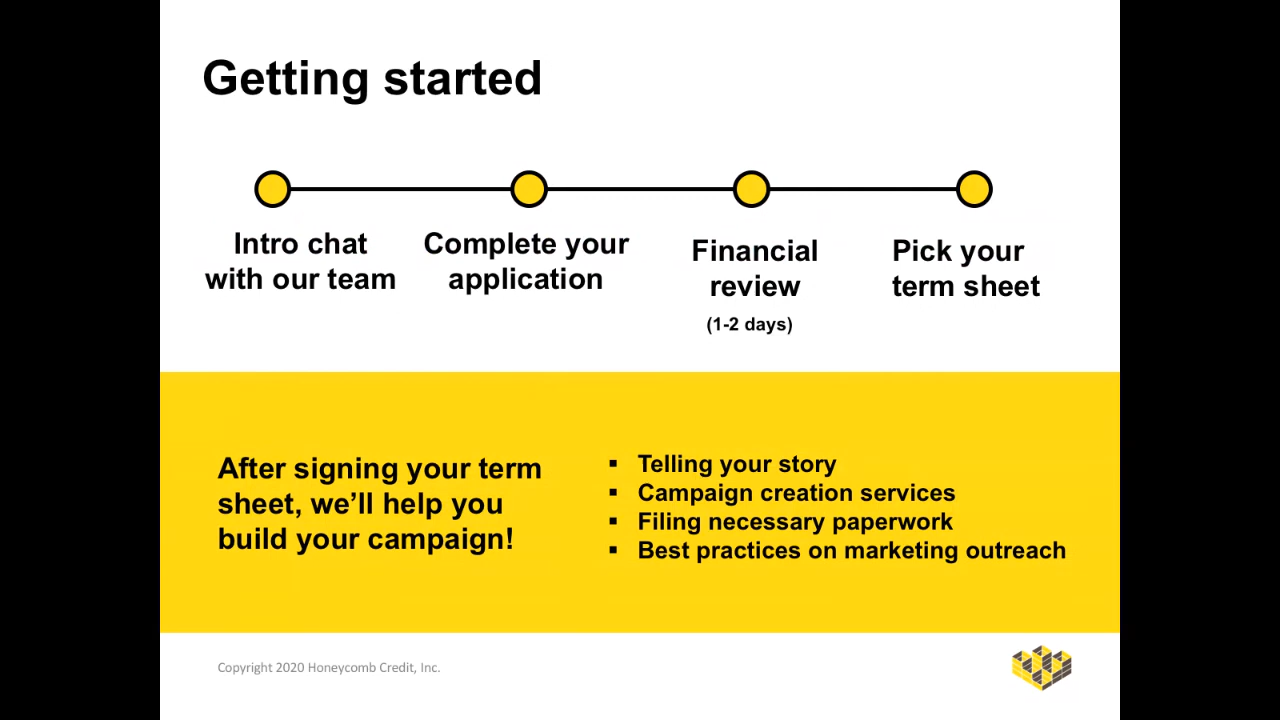 Getting started
Intro chat
with our team
Complete your
application
Financial
review
(1-2 days)
Pick your
term sheet
After signing your term
sheet, we’ll help you
build your campaign!
▪ Telling your story
▪ Campaign creation services
▪ Filing necessary paperwork
▪ Best practices on marketing outreach
Copyright 2020 Honeycomb Credit, Inc.